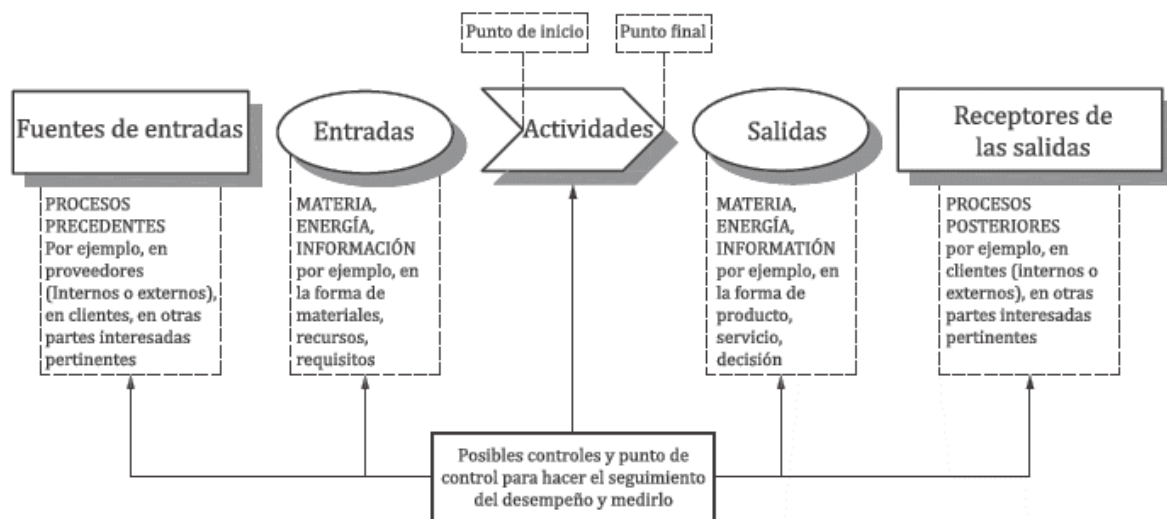 Punto de inicio
Punto final
Fuentes de entradas
Entradas
Actividades
Salidas
Receptores de
las salidas
PROCESOS
PRECEDENTES
Por ejemplo, en
proveedores
(Internos o externos),
en clientes, en otras
partes interesadas
pertinentes
MATERIA,
ENERGÍA,
INFORMACIÓN
por ejemplo, en
la forma de
materiales,
recursos,
requisitos
MATERIA,
ENERGÍA,
INFORMATIÓN
por ejemplo, en
la forma de
producto,
servicio,
decisión
PROCESOS
POSTERIORES
por ejemplo, en
clientes (internos o
externos), en otras
partes interesadas
pertinentes
Posibles controles y punto de
control para hacer el seguimiento
del desempeño y medirlo